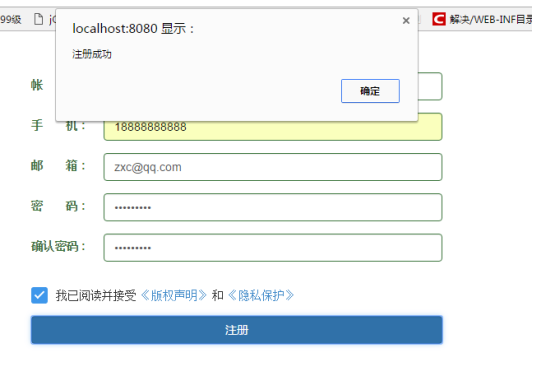 localhost:8080 显示：
99级
解决/WEB-INF目录
注册成功
确定
帐
手 机： 18888888888
邮 箱： zxc@qq.com
密 码： •••••••••
确认密码： •••••••••
我已阅读并接受《版权声明》和《隐私保护》
注册